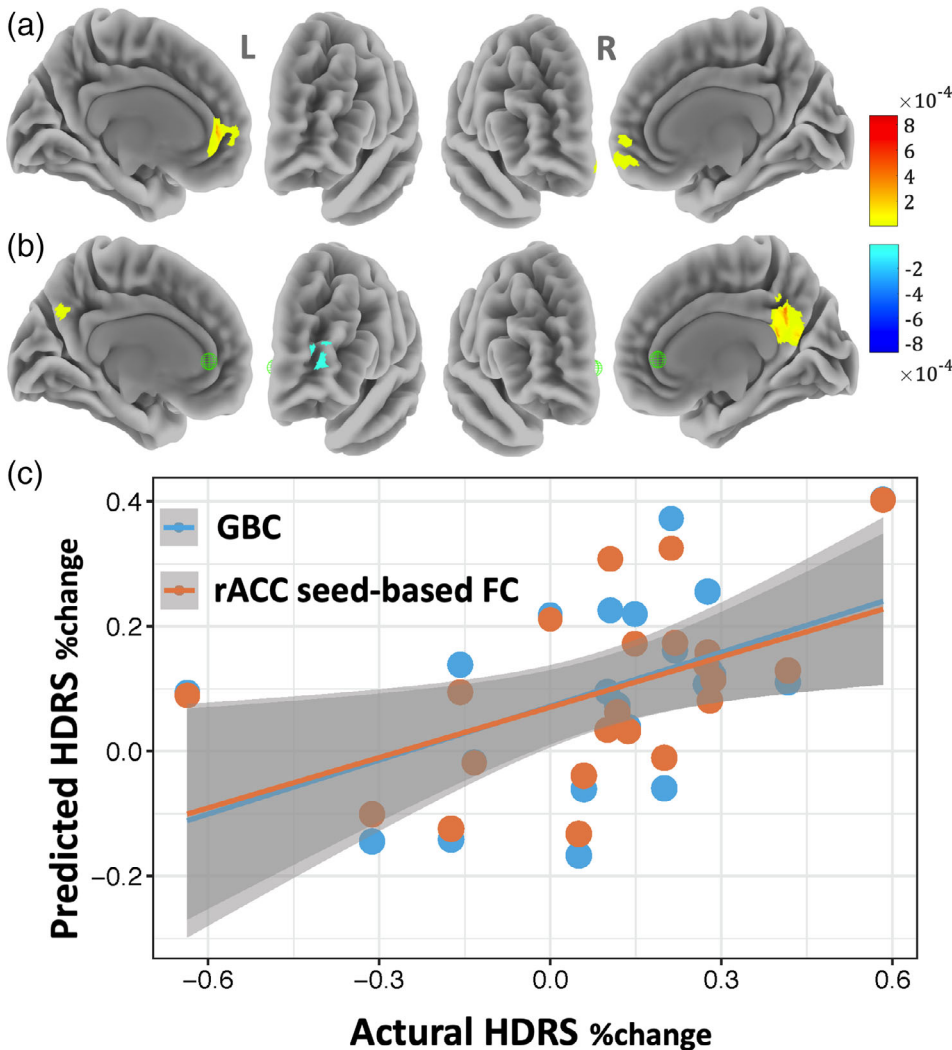 (a)
L
R
×10⁻⁴
8
6
4
2
(b)
-2
-4
-6
-8
×10⁻⁴
(c)
0.4
0.2
0.0
−0.2
Predicted HDRS %change
GBC
rACC seed-based FC
−0.6
−0.3
0.0
0.3
0.6
Actural HDRS %change